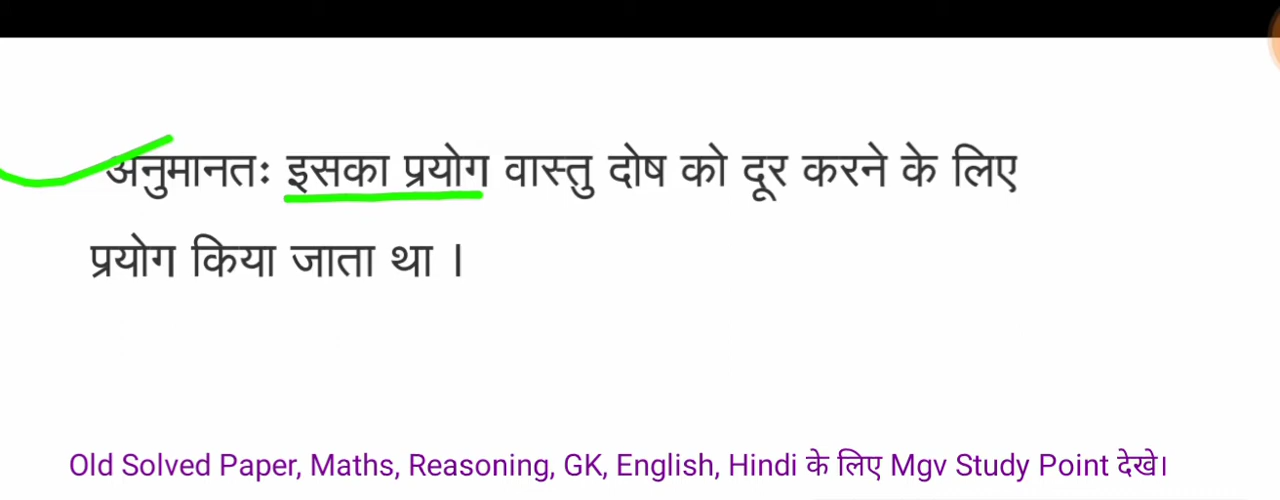 अनुमानतः इसका प्रयोग वास्तु दोष को दूर करने के लिए
प्रयोग किया जाता था ।
Old Solved Paper, Maths, Reasoning, GK, English, Hindi के लिए Mgv Study Point देखे।